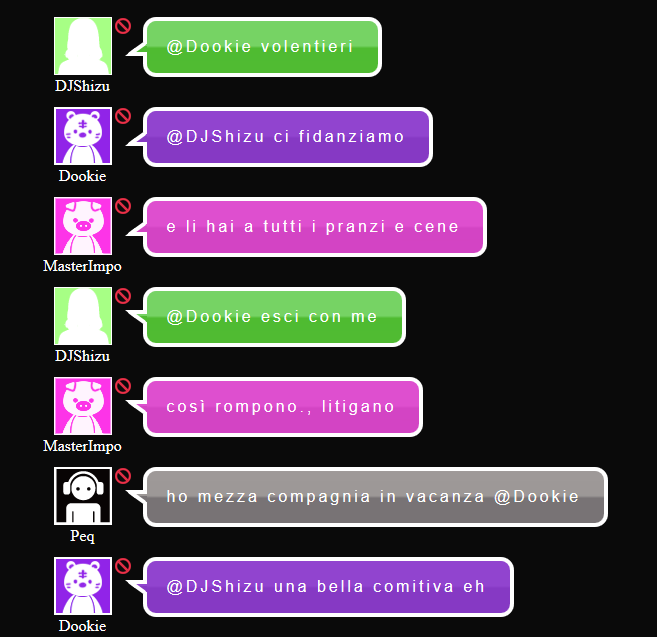 @Dookie volentieri
DJShizu
@DJShizu ci fidanziamo
Dookie
e li hai a tutti i pranzi e cene
MasterImpo
@Dookie esci con me
DJShizu
così rompono., litigano
MasterImpo
ho mezza compagnia in vacanza @Dookie
Peq
@DJShizu una bella comitiva eh
Dookie